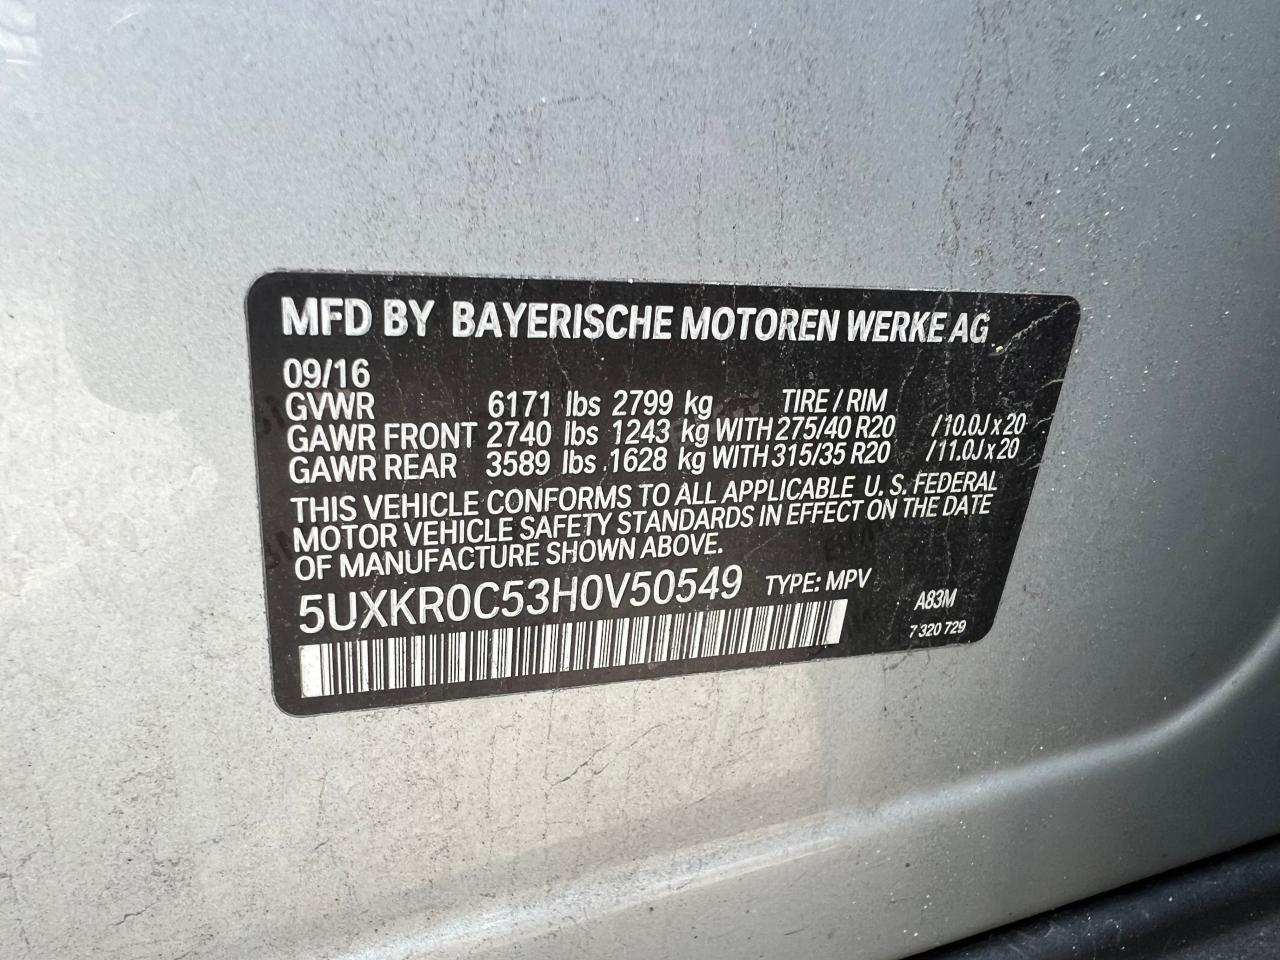 MFD BY BAYERISCHE MOTOREN WERKE AG
09/16
GVWR 6171 lbs 2799 kg TIRE / RIM
GAWR FRONT 2740 lbs 1243 kg WITH 275/40 R20 /10.0J x 20
GAWR REAR 3589 lbs 1628 kg WITH 315/35 R20 /11.0J x 20
THIS VEHICLE CONFORMS TO ALL APPLICABLE U. S. FEDERAL
MOTOR VEHICLE SAFETY STANDARDS IN EFFECT ON THE DATE
OF MANUFACTURE SHOWN ABOVE.
5UXKR0C53H0V50549 TYPE: MPV A83M
7 320 729